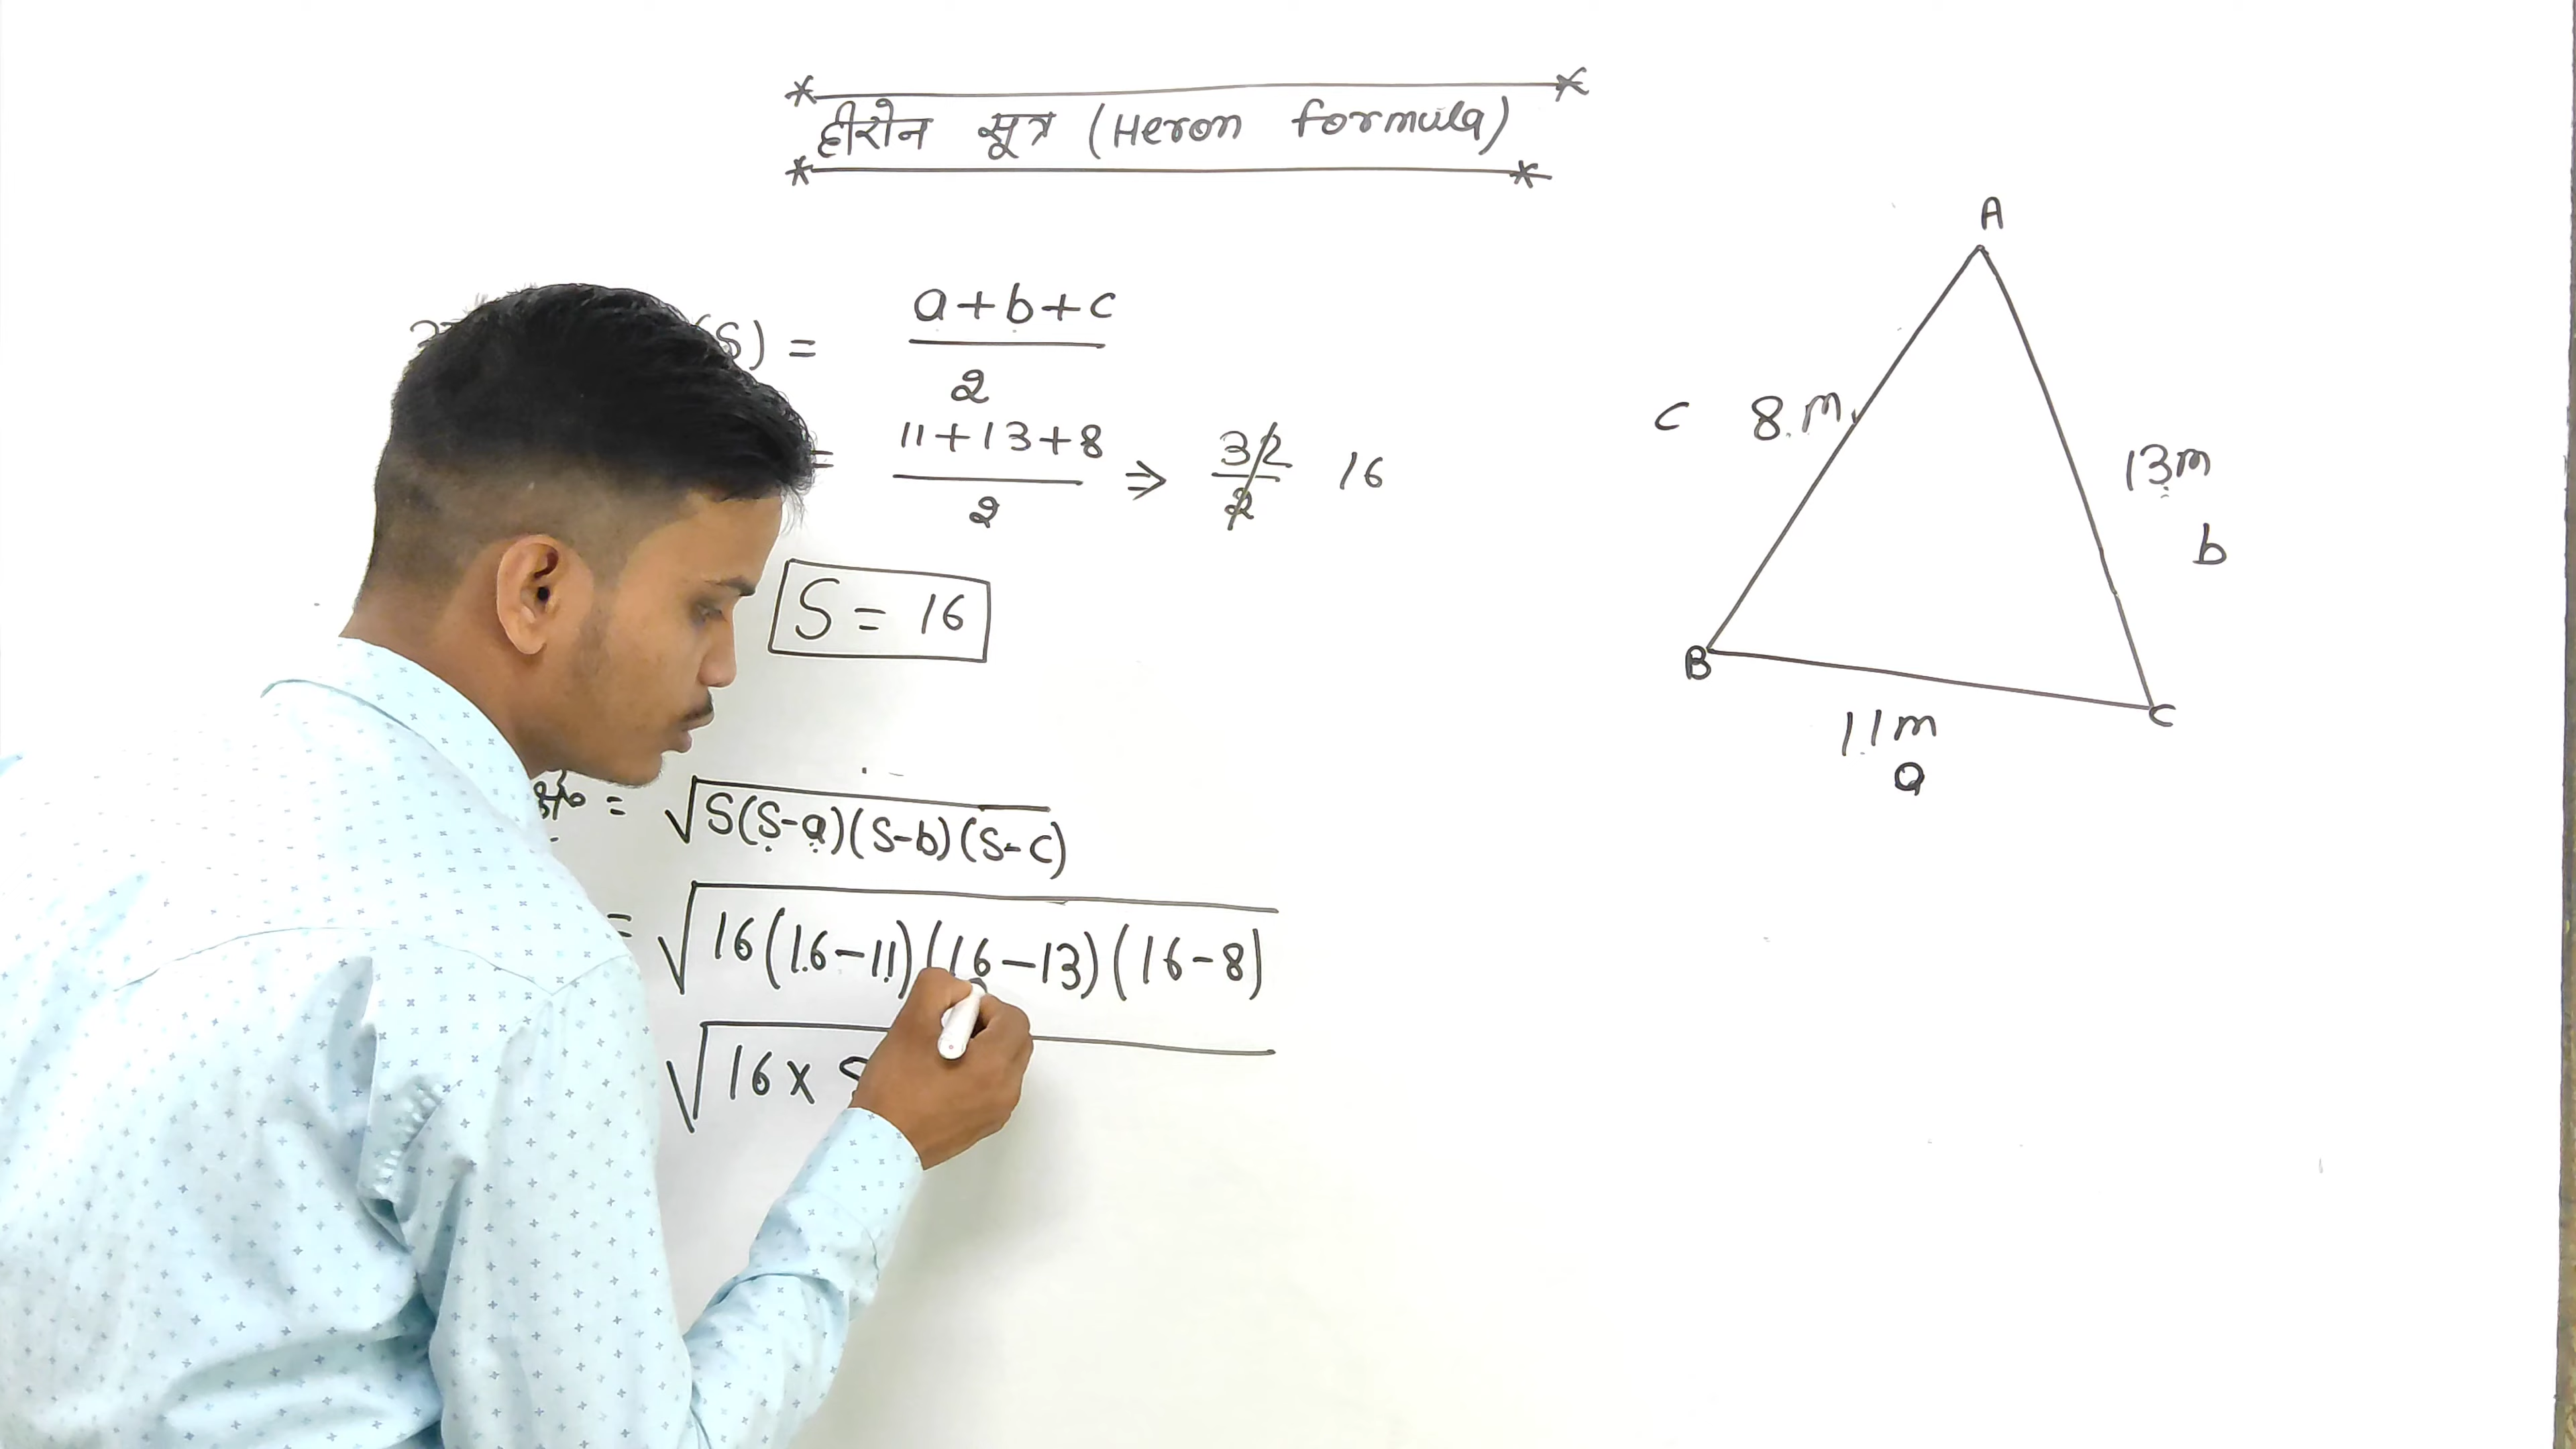 हीरोन सूत्र (Heron formula)
(S) = a+b+c
2
= 11+13+8 ⇒ 32 16
2 2
S = 16
= √S(S-a)(S-b)(S-c)
= √16(16-11)(16-13)(16-8)
√16×
A
c 8m
13m
b
B
C
11m
a